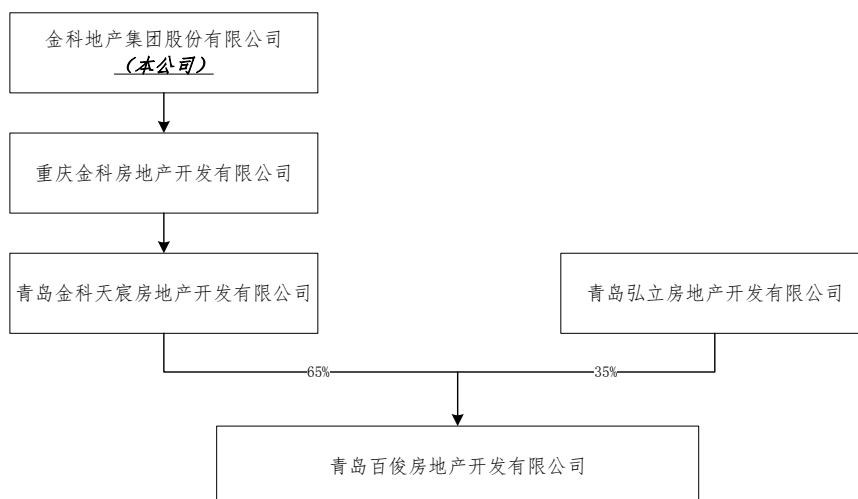 金科地产集团股份有限公司
（本公司）
重庆金科房地产开发有限公司
青岛金科天宸房地产开发有限公司
青岛弘立房地产开发有限公司
65%
35%
青岛百俊房地产开发有限公司